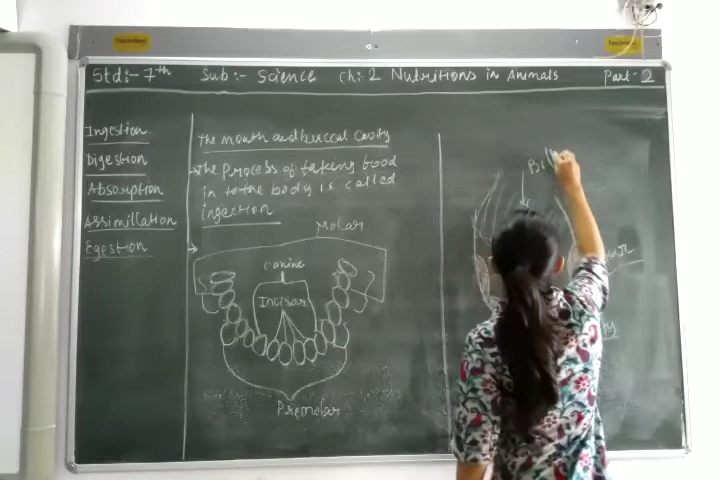 Std:- 7th Sub :- Science Ch: 2 Nutritions in Animals Part-2
Ingestion
Digestion
Absorption
Assimillation
Egestion
The mouth and buccal cavity
The process of taking food
In to the body is called
ingestion
Molar
Canine
Incisar
Premolar